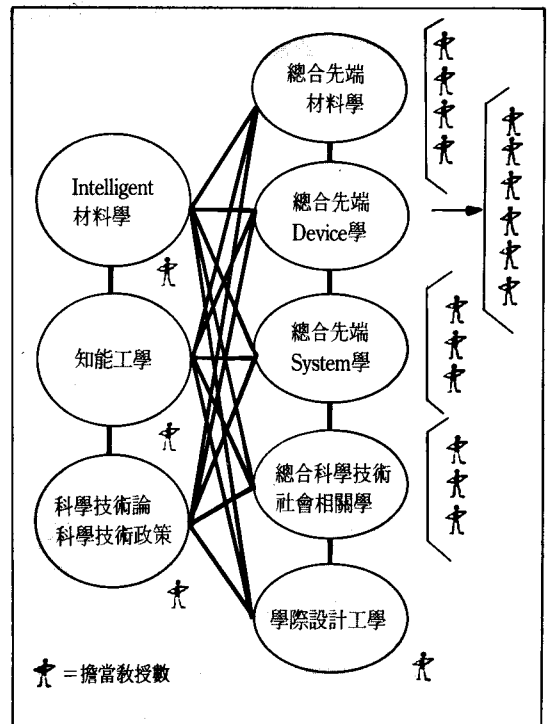 Intelligent
材料學
知能工學
科學技術論
科學技術政策
總合先端
材料學
總合先端
Device學
總合先端
System學
總合科學技術
社會相關學
學際設計工學
=擔當教授數